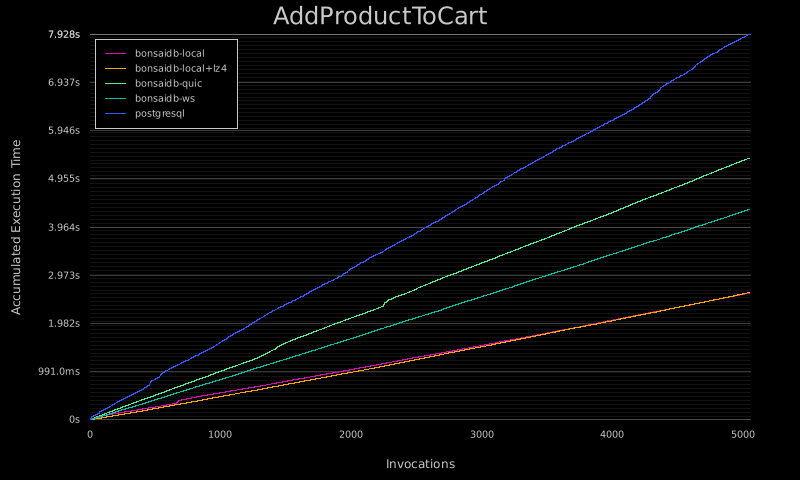 AddProductToCart
7.928s
6.937s
5.946s
4.955s
3.964s
2.973s
1.982s
991.0ms
0s
bonsaidb-local
bonsaidb-local+lz4
bonsaidb-quic
bonsaidb-ws
postgresql
Accumulated Execution Time
0 1000 2000 3000 4000 5000
Invocations